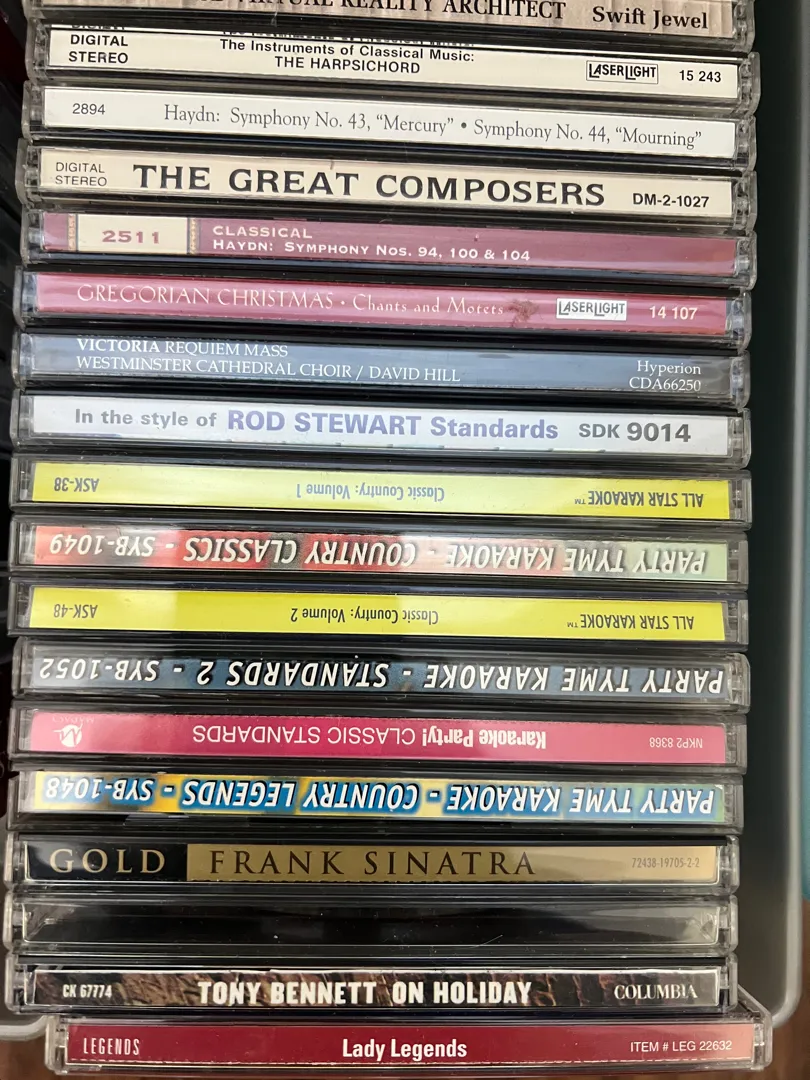 VIRTUAL REALITY ARCHITECT Swift Jewel
DIGITAL STEREO
The Instruments of Classical Music:
THE HARPSICHORD
LASERLIGHT 15 243
2894 Haydn: Symphony No. 43, “Mercury” • Symphony No. 44, “Mourning”
DIGITAL STEREO THE GREAT COMPOSERS DM-2-1027
2511 CLASSICAL
HAYDN: SYMPHONY NOS. 94, 100 & 104
GREGORIAN CHRISTMAS • Chants and Motets LASERLIGHT 14 107
VICTORIA REQUIEM MASS
WESTMINSTER CATHEDRAL CHOIR / DAVID HILL
Hyperion
CDA66250
In the style of ROD STEWART Standards SDK 9014
ALL STAR KARAOKE™ Classic Country: Volume 1 ASK-38
PARTY TYME KARAOKE - COUNTRY CLASSICS - SYB-1049
ALL STAR KARAOKE™ Classic Country: Volume 2 ASK-48
PARTY TYME KARAOKE - STANDARDS 2 - SYB-1052
NKP2 8368 Karaoke Party! CLASSIC STANDARDS
PARTY TYME KARAOKE - COUNTRY LEGENDS - SYB-1048
GOLD FRANK SINATRA 72438-19705-2-2
CK 67774 TONY BENNETT ON HOLIDAY COLUMBIA
LEGENDS Lady Legends ITEM # LEG 22632